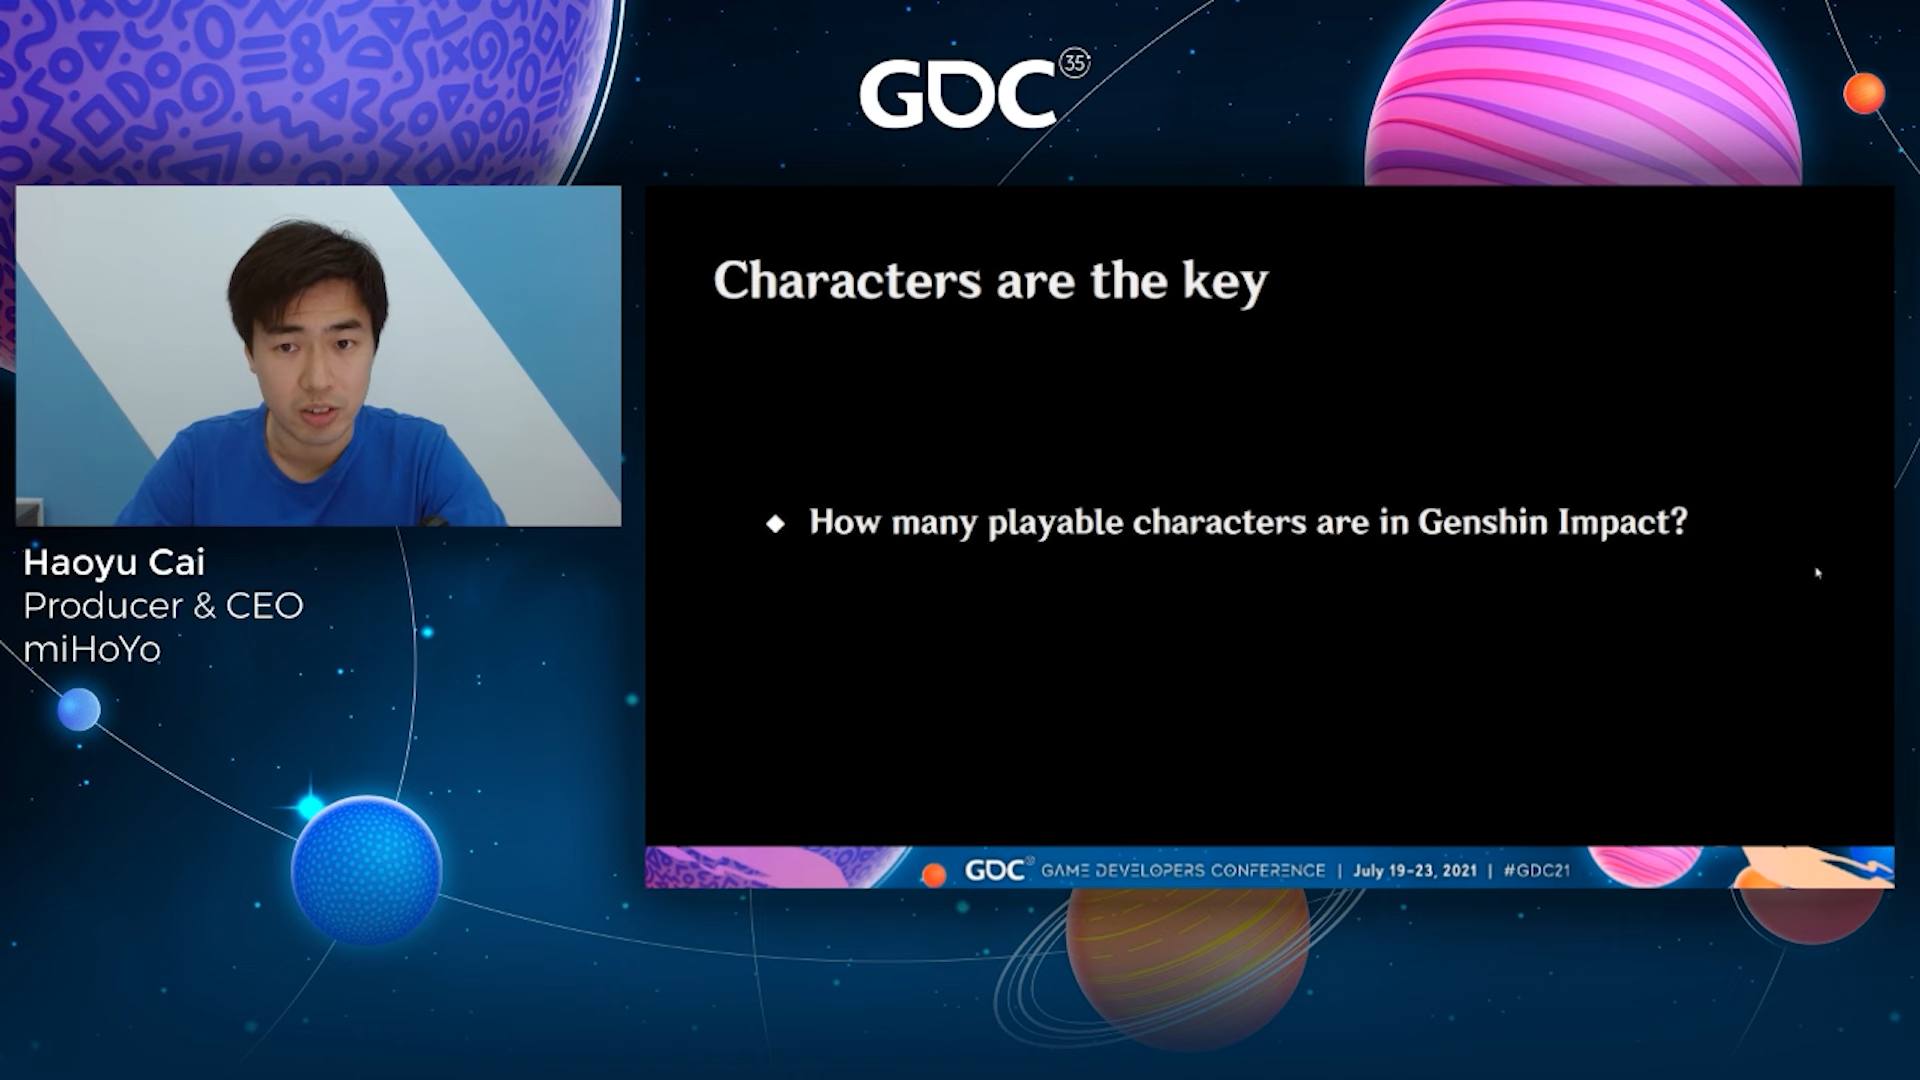 GDC 35
Characters are the key
◆ How many playable characters are in Genshin Impact?
Haoyu Cai
Producer & CEO
miHoYo
GDC GAME DEVELOPERS CONFERENCE | July 19-23, 2021 | #GDC21